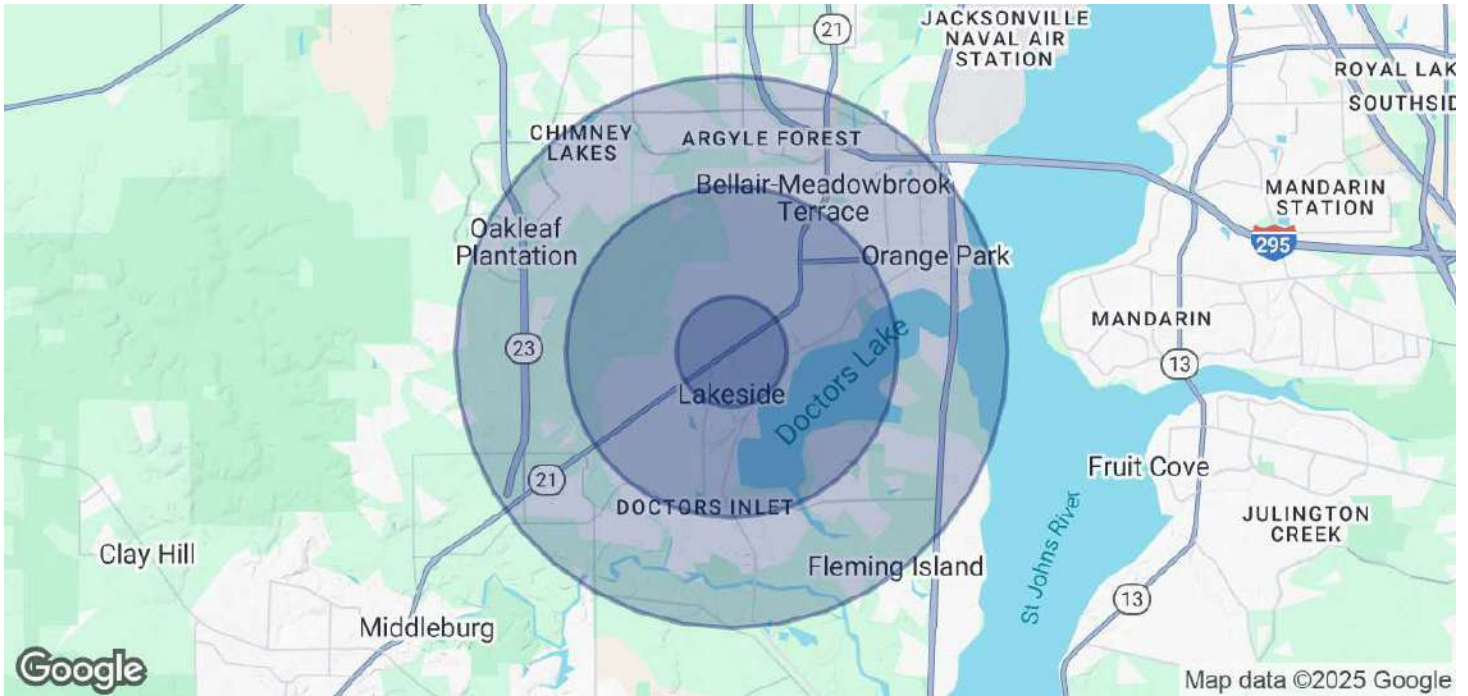 21
JACKSONVILLE
NAVAL AIR
STATION
ROYAL LAK
SOUTHSID
CHIMNEY
LAKES
ARGYLE FOREST
Bellair-Meadowbrook
Terrace
MANDARIN
STATION
Oakleaf
Plantation
Orange Park
295
23
MANDARIN
13
Lakeside
Doctors Lake
Fruit Cove
21
DOCTORS INLET
JULINGTON
CREEK
Clay Hill
Fleming Island
St Johns River
13
Middleburg
Google
Map data ©2025 Google